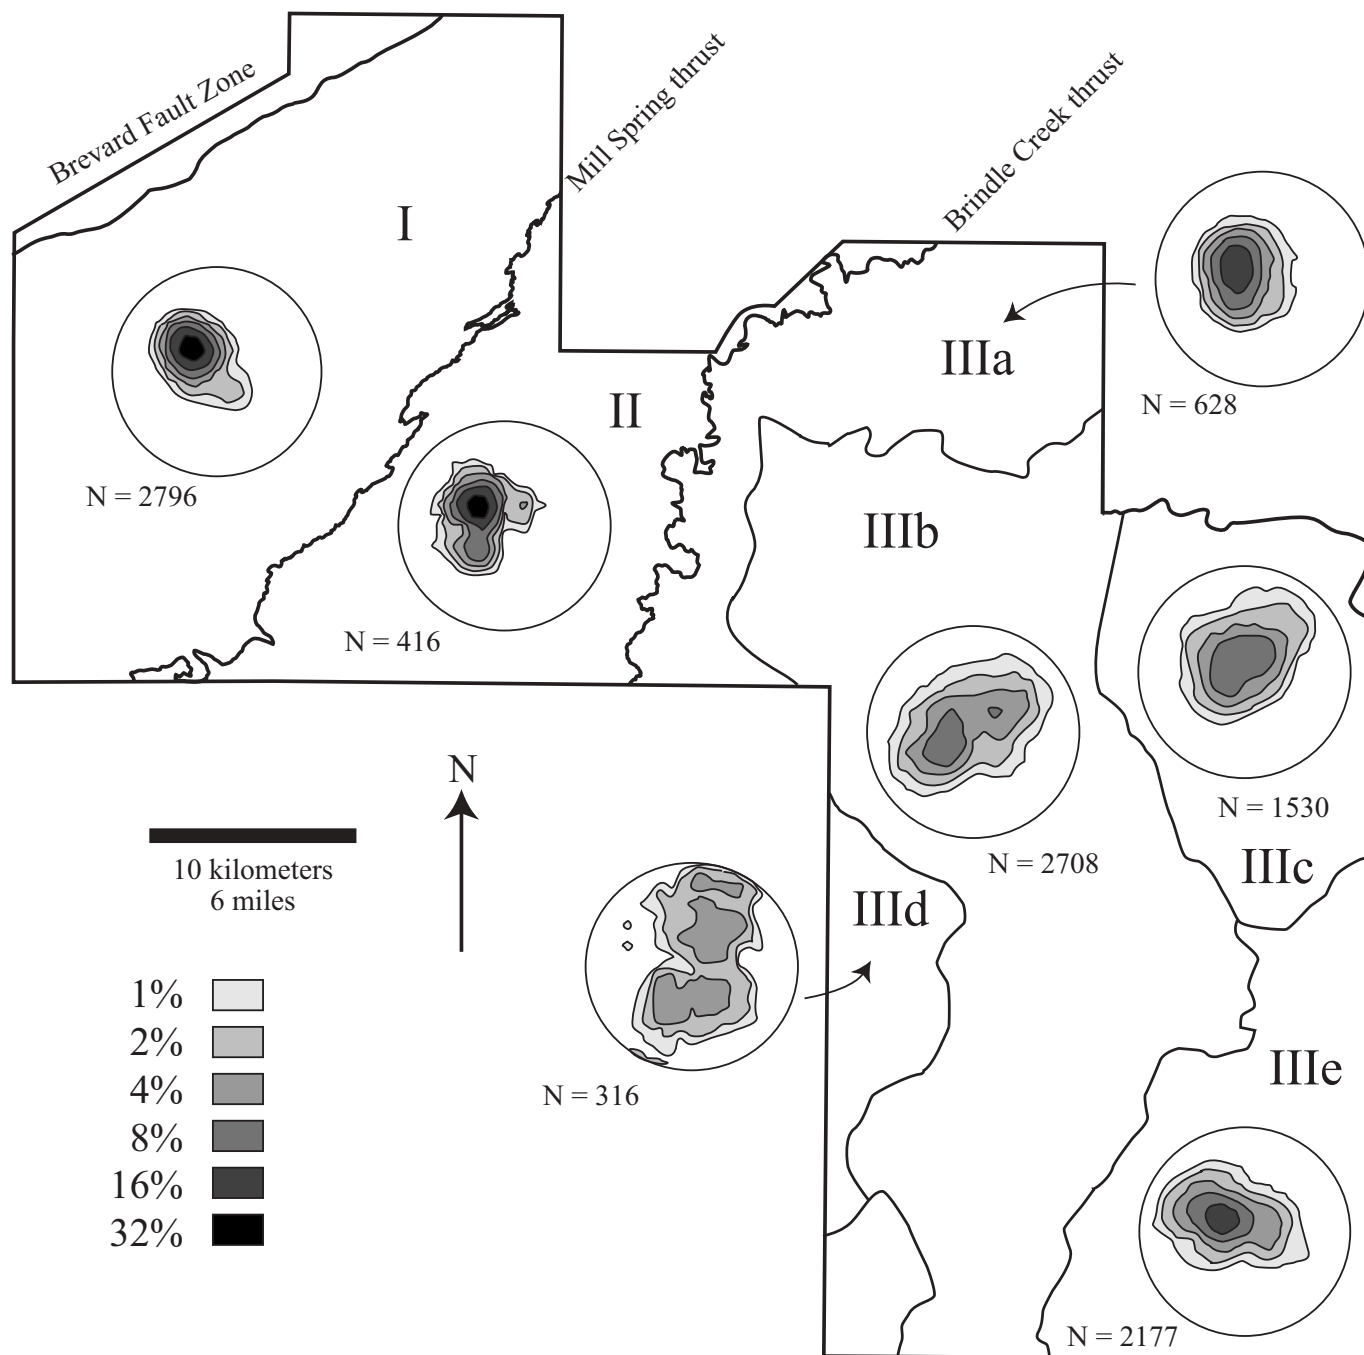 Brevard Fault Zone
Mill Spring thrust
Brindle Creek thrust
I
II
IIIa
N = 628
N = 2796
IIIb
N = 416
N
10 kilometers
6 miles
N = 2708
N = 1530
IIIc
IIId
1%
2%
4%
8%
16%
32%
N = 316
IIIe
N = 2177